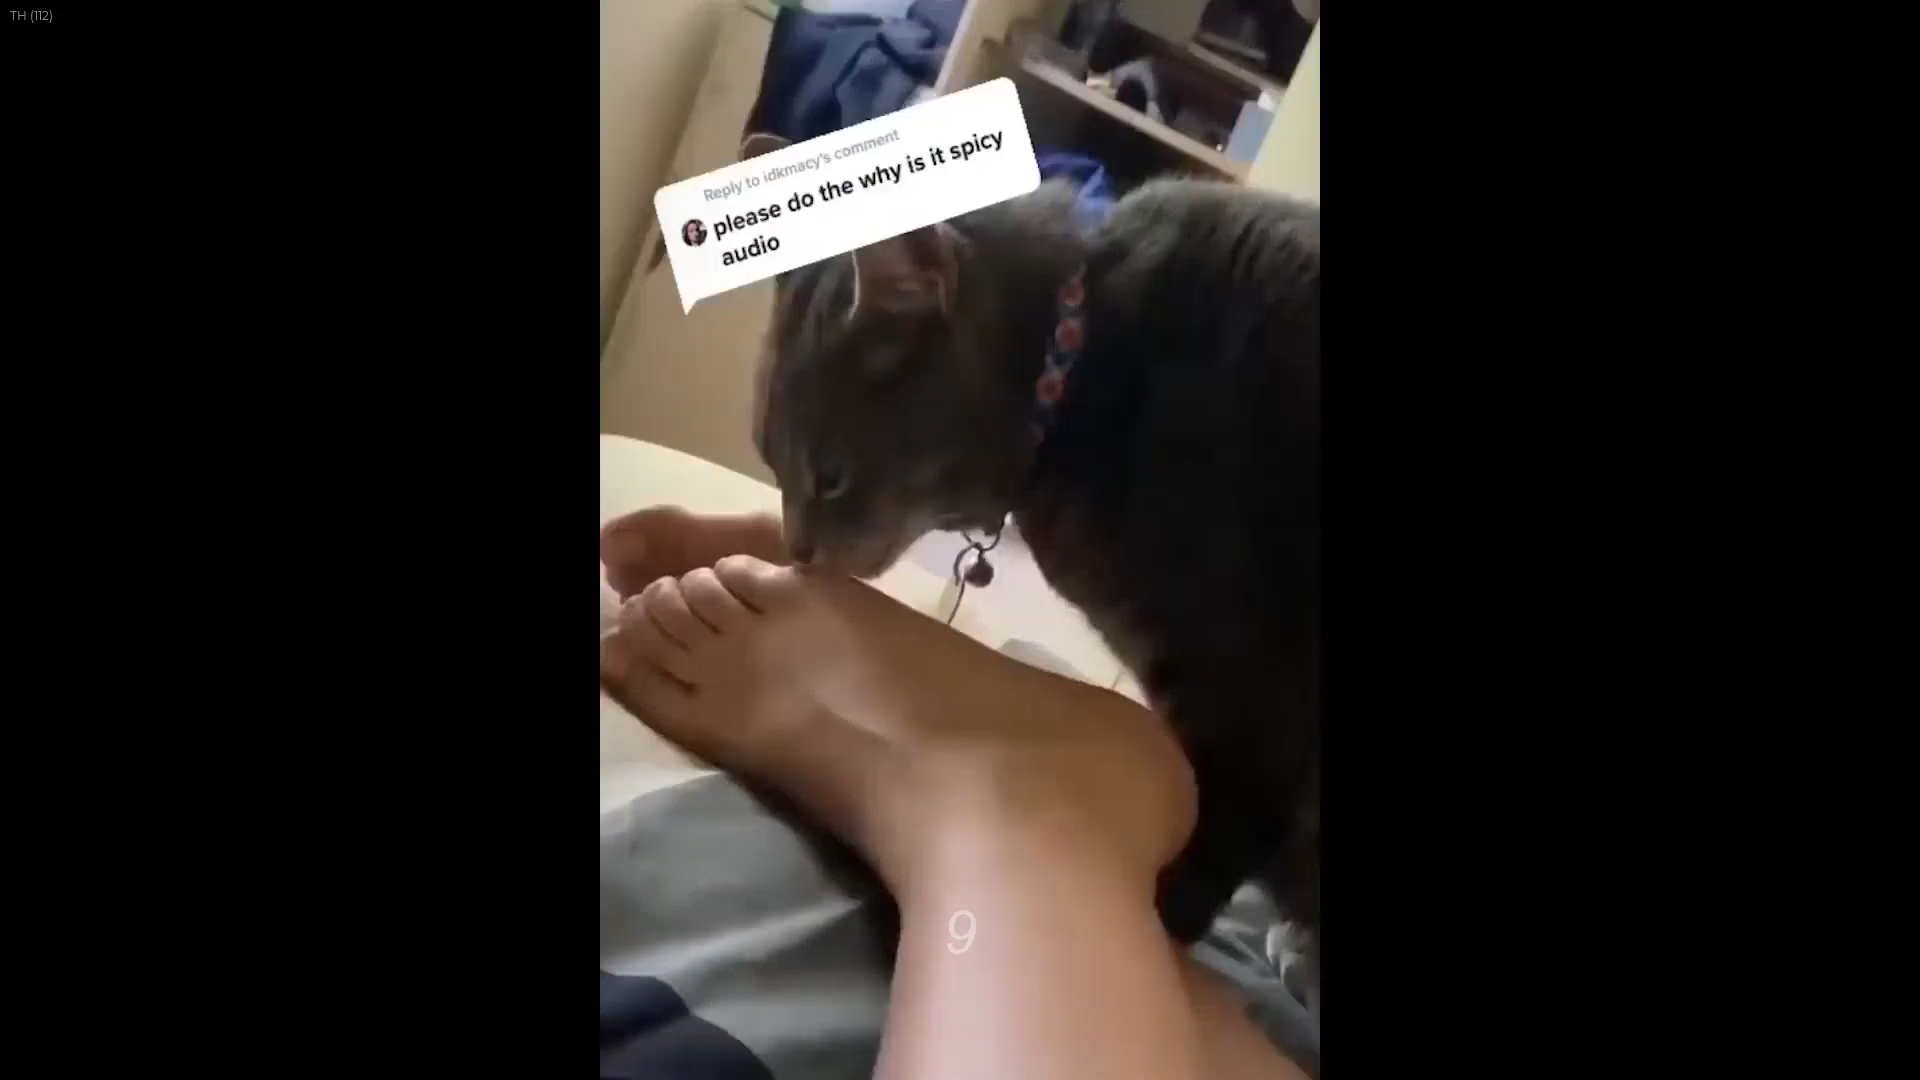 TH (112)
Reply to idkmacy's comment
please do the why is it spicy
audio
9